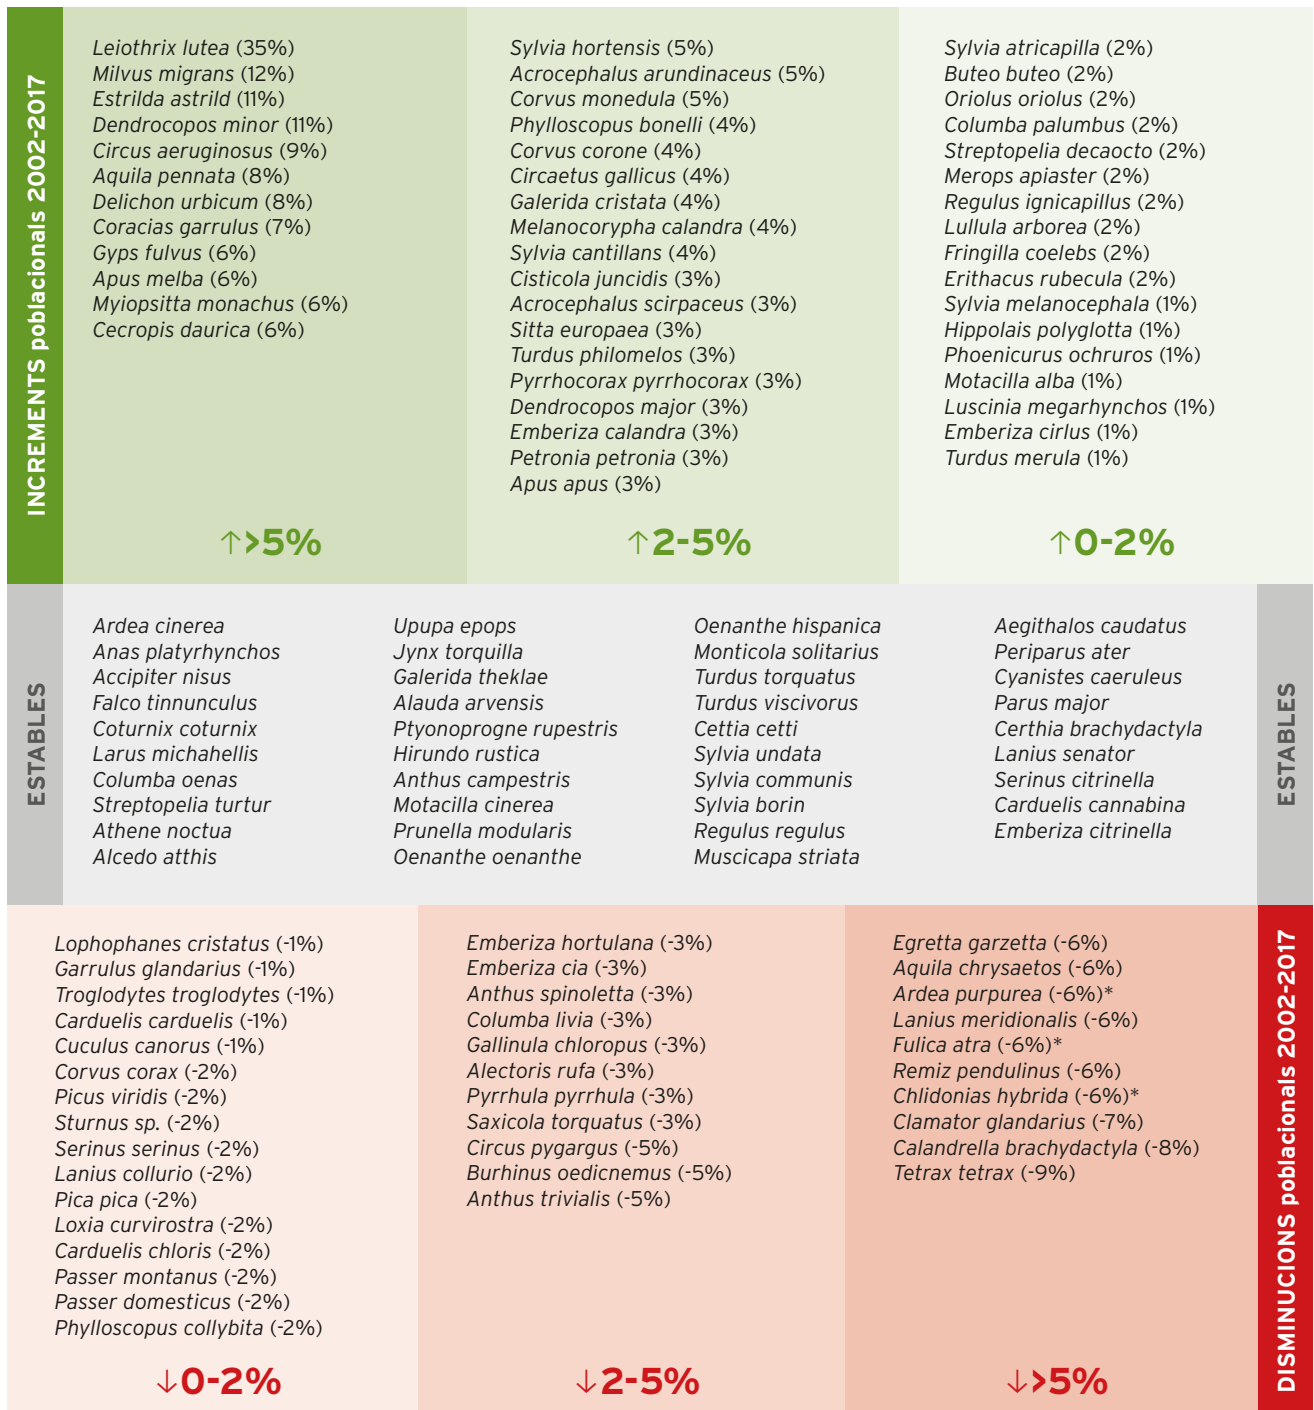 INCREMENTS poblacionals 2002-2017
Leiothrix lutea (35%)
Milvus migrans (12%)
Estrilda astrild (11%)
Dendrocopos minor (11%)
Circus aeruginosus (9%)
Aquila pennata (8%)
Delichon urbicum (8%)
Coracias garrulus (7%)
Gyps fulvus (6%)
Apus melba (6%)
Myiopsitta monachus (6%)
Cecropis daurica (6%)
↑>5%
Sylvia hortensis (5%)
Acrocephalus arundinaceus (5%)
Corvus monedula (5%)
Phylloscopus bonelli (4%)
Corvus corone (4%)
Circaetus gallicus (4%)
Galerida cristata (4%)
Melanocorypha calandra (4%)
Sylvia cantillans (4%)
Cisticola juncidis (3%)
Acrocephalus scirpaceus (3%)
Sitta europaea (3%)
Turdus philomelos (3%)
Pyrrhocorax pyrrhocorax (3%)
Dendrocopos major (3%)
Emberiza calandra (3%)
Petronia petronia (3%)
Apus apus (3%)
↑2-5%
Sylvia atricapilla (2%)
Buteo buteo (2%)
Oriolus oriolus (2%)
Columba palumbus (2%)
Streptopelia decaocto (2%)
Merops apiaster (2%)
Regulus ignicapillus (2%)
Lullula arborea (2%)
Fringilla coelebs (2%)
Erithacus rubecula (2%)
Sylvia melanocephala (1%)
Hippolais polyglotta (1%)
Phoenicurus ochruros (1%)
Motacilla alba (1%)
Luscinia megarhynchos (1%)
Emberiza cirlus (1%)
Turdus merula (1%)
↑0-2%
ESTABLES
Ardea cinerea
Anas platyrhynchos
Accipiter nisus
Falco tinnunculus
Coturnix coturnix
Larus michahellis
Columba oenas
Streptopelia turtur
Athene noctua
Alcedo atthis
Upupa epops
Jynx torquilla
Galerida theklae
Alauda arvensis
Ptyonoprogne rupestris
Hirundo rustica
Anthus campestris
Motacilla cinerea
Prunella modularis
Oenanthe oenanthe
Oenanthe hispanica
Monticola solitarius
Turdus torquatus
Turdus viscivorus
Cettia cetti
Sylvia undata
Sylvia communis
Sylvia borin
Regulus regulus
Muscicapa striata
Aegithalos caudatus
Periparus ater
Cyanistes caeruleus
Parus major
Certhia brachydactyla
Lanius senator
Serinus citrinella
Carduelis cannabina
Emberiza citrinella
ESTABLES
Lophophanes cristatus (-1%)
Garrulus glandarius (-1%)
Troglodytes troglodytes (-1%)
Carduelis carduelis (-1%)
Cuculus canorus (-1%)
Corvus corax (-2%)
Picus viridis (-2%)
Sturnus sp. (-2%)
Serinus serinus (-2%)
Lanius collurio (-2%)
Pica pica (-2%)
Loxia curvirostra (-2%)
Carduelis chloris (-2%)
Passer montanus (-2%)
Passer domesticus (-2%)
Phylloscopus collybita (-2%)
↓0-2%
Emberiza hortulana (-3%)
Emberiza cia (-3%)
Anthus spinoletta (-3%)
Columba livia (-3%)
Gallinula chloropus (-3%)
Alectoris rufa (-3%)
Pyrrhula pyrrhula (-3%)
Saxicola torquatus (-3%)
Circus pygargus (-5%)
Burhinus oedicnemus (-5%)
Anthus trivialis (-5%)
↓2-5%
Egretta garzetta (-6%)
Aquila chrysaetos (-6%)
Ardea purpurea (-6%)*
Lanius meridionalis (-6%)
Fulica atra (-6%)*
Remiz pendulinus (-6%)
Chlidonias hybrida (-6%)*
Clamator glandarius (-7%)
Calandrella brachydactyla (-8%)
Tetrax tetrax (-9%)
↓>5%
DISMINUCIONS poblacionals 2002-2017